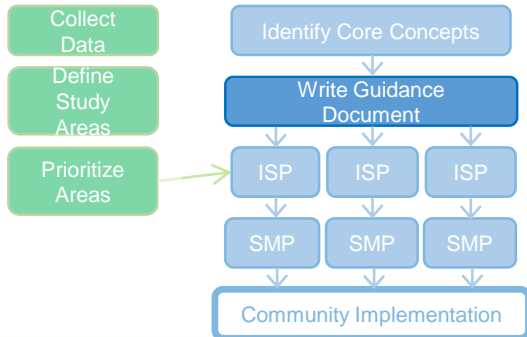 Collect
Data
Define
Study
Areas
Prioritize
Areas
Identify Core Concepts
Write Guidance
Document
ISP
ISP
ISP
SMP
SMP
SMP
Community Implementation